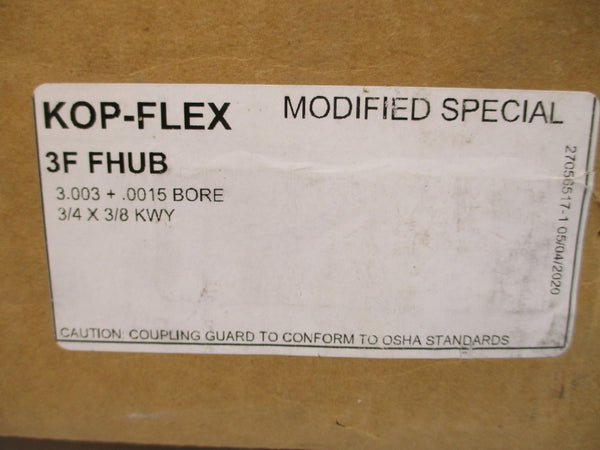 KOP-FLEX MODIFIED SPECIAL
3F FHUB
3.003 + .0015 BORE
3/4 X 3/8 KWY
27056517-1 05/04/2020
CAUTION: COUPLING GUARD TO CONFORM TO OSHA STANDARDS